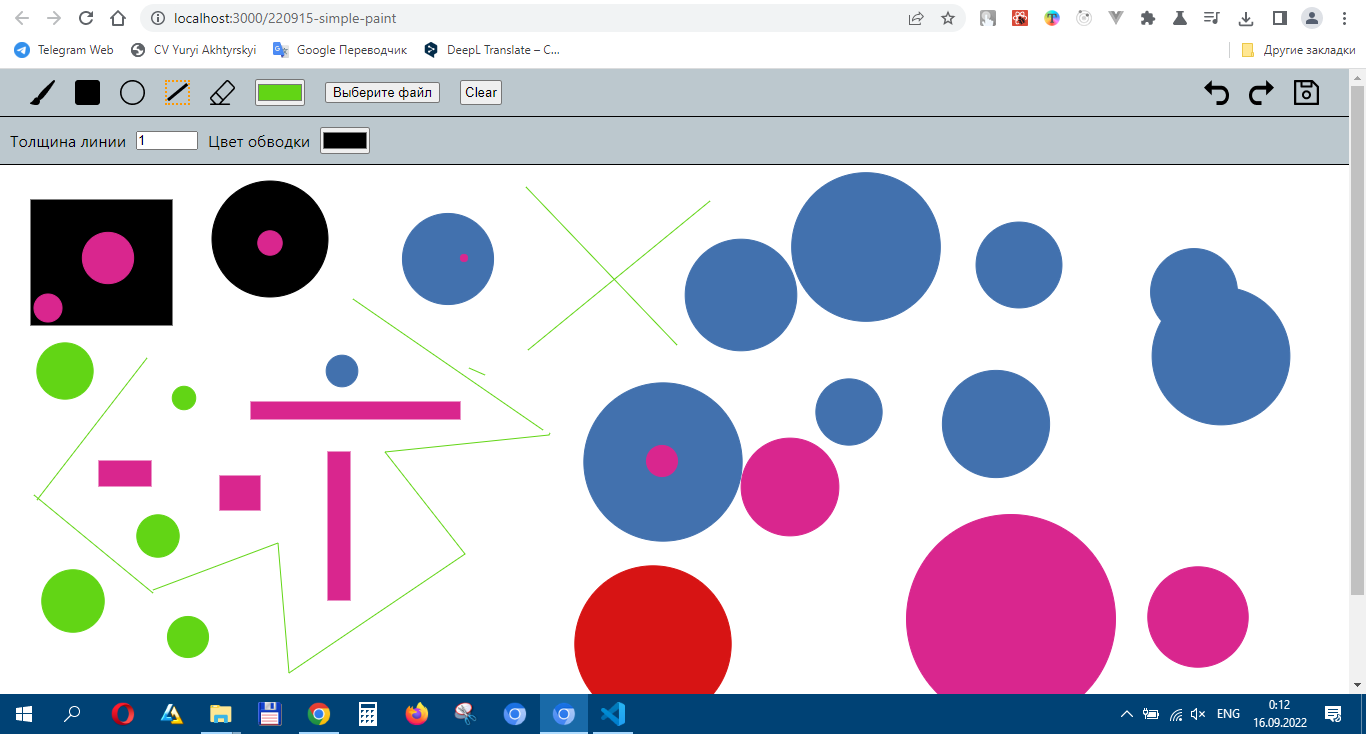 localhost:3000/220915-simple-paint
Telegram Web CV Yuryi Akhtyrskyi Google Переводчик DeepL Translate – C... Другие закладки
Выберите файл Clear
Толщина линии 1 Цвет обводки
ENG 0:12
16.09.2022